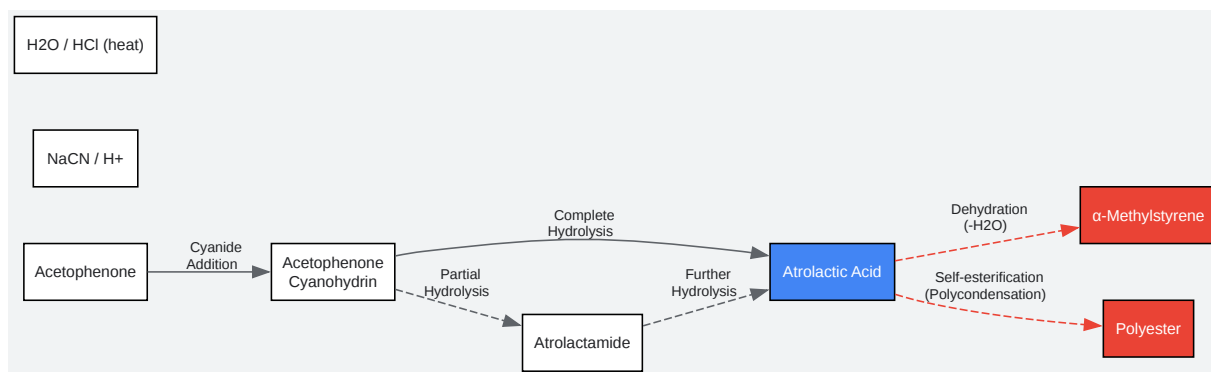 H2O / HCl (heat)
NaCN / H+
Acetophenone
Cyanide
Addition
Acetophenone
Cyanohydrin
Complete
Hydrolysis
Partial
Hydrolysis
Atrolactamide
Further
Hydrolysis
Atrolactic Acid
Dehydration
(-H2O)
α-Methylstyrene
Self-esterification
(Polycondensation)
Polyester